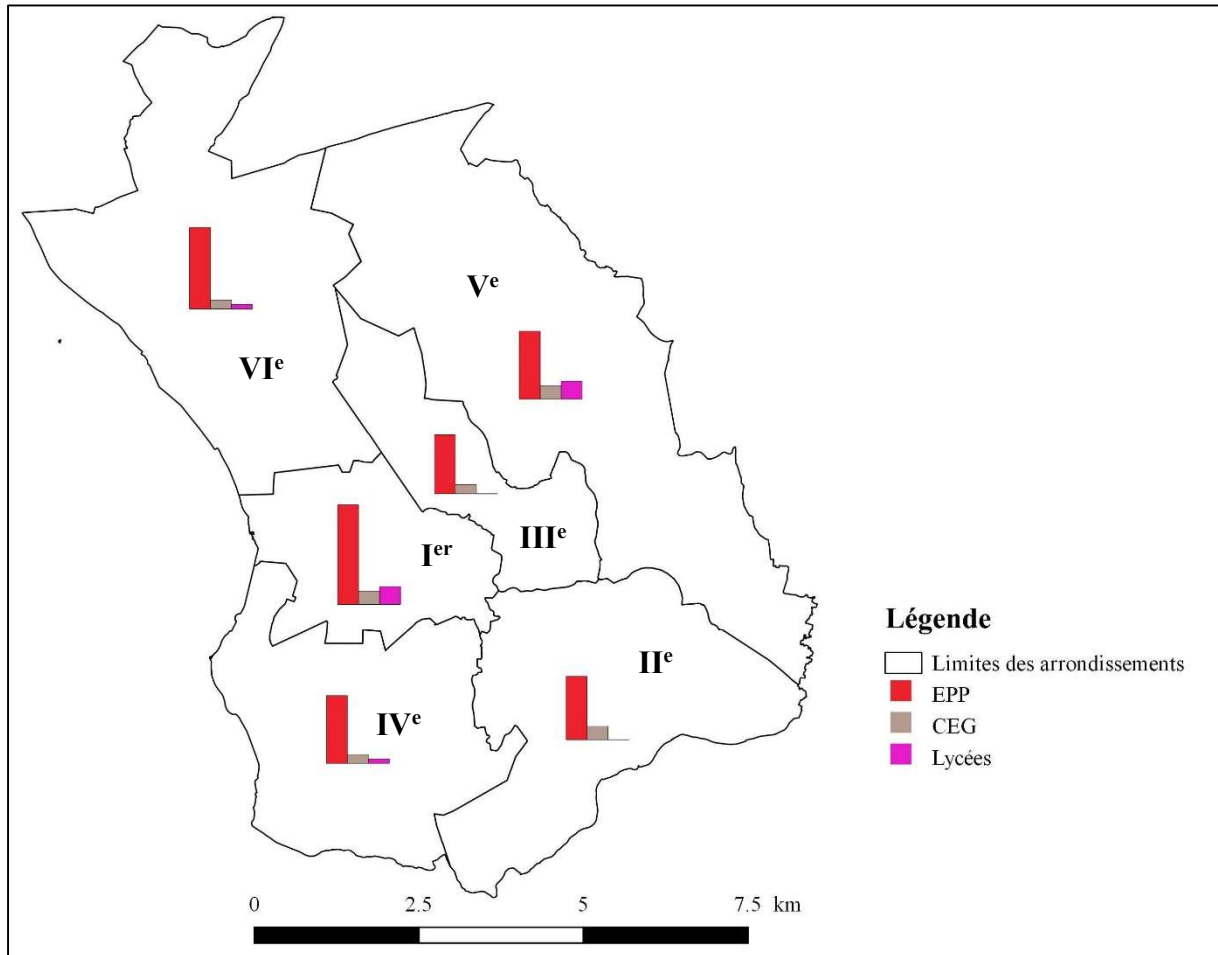 Vᵉ
VIᵉ
IIIᵉ
Iᵉʳ
IIᵉ
IVᵉ
Légende
Limites des arrondissements
EPP
CEG
Lycées
0 2.5 5 7.5 km